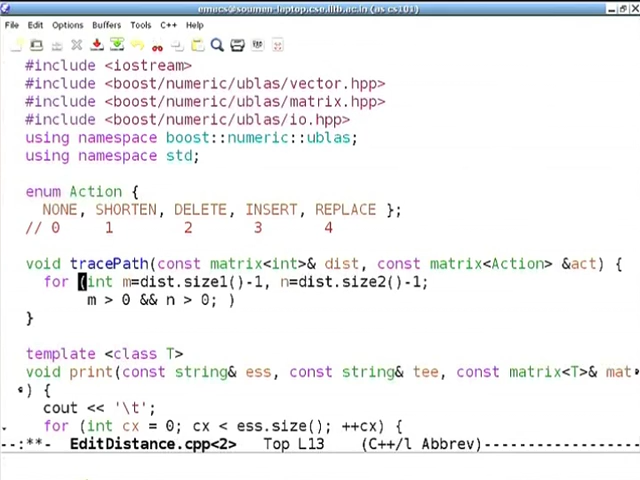 emacs@soumen-laptop.cse.iitb.ac.in (as cs101)
File Edit Options Buffers Tools C++ Help
#include <iostream>
#include <boost/numeric/ublas/vector.hpp>
#include <boost/numeric/ublas/matrix.hpp>
#include <boost/numeric/ublas/io.hpp>
using namespace boost::numeric::ublas;
using namespace std;
enum Action {
NONE, SHORTEN, DELETE, INSERT, REPLACE };
// 0 1 2 3 4
void tracePath(const matrix<int>& dist, const matrix<Action> &act) {
for (int m=dist.size1()-1, n=dist.size2()-1;
m > 0 && n > 0; )
}
template <class T>
void print(const string& ess, const string& tee, const matrix<T>& mat
) {
cout << '\t';
for (int cx = 0; cx < ess.size(); ++cx) {
--:**- EditDistance.cpp<2> Top L13 (C++/l Abbrev)